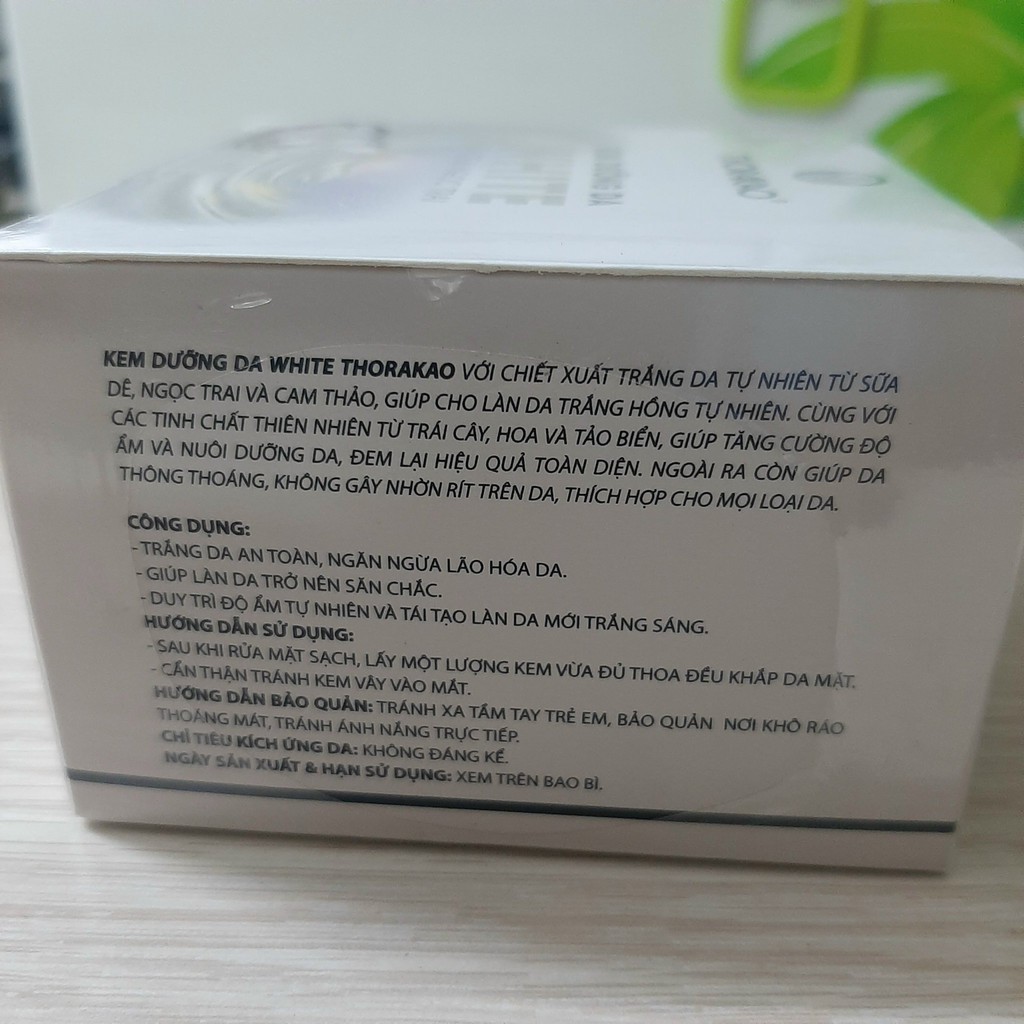 THORAKAO
KEM DƯỠNG DA WHITE THORAKAO VỚI CHIẾT XUẤT TRẮNG DA TỰ NHIÊN TỪ SỮA
DÊ, NGỌC TRAI VÀ CAM THẢO, GIÚP CHO LÀN DA TRẮNG HỒNG TỰ NHIÊN. CÙNG VỚI
CÁC TINH CHẤT THIÊN NHIÊN TỪ TRÁI CÂY, HOA VÀ TẢO BIỂN, GIÚP TĂNG CƯỜNG ĐỘ
ẨM VÀ NUÔI DƯỠNG DA, ĐEM LẠI HIỆU QUẢ TOÀN DIỆN. NGOÀI RA CÒN GIÚP DA
THÔNG THOÁNG, KHÔNG GÂY NHỜN RÍT TRÊN DA, THÍCH HỢP CHO MỌI LOẠI DA.
CÔNG DỤNG:
- TRẮNG DA AN TOÀN, NGĂN NGỪA LÃO HÓA DA.
- GIÚP LÀN DA TRỞ NÊN SĂN CHẮC.
- DUY TRÌ ĐỘ ẨM TỰ NHIÊN VÀ TÁI TẠO LÀN DA MỚI TRẮNG SÁNG.
HƯỚNG DẪN SỬ DỤNG:
- SAU KHI RỬA MẶT SẠCH, LẤY MỘT LƯỢNG KEM VỪA ĐỦ THOA ĐỀU KHẮP DA MẶT.
- CẨN THẬN TRÁNH KEM VÂY VÀO MẮT.
HƯỚNG DẪN BẢO QUẢN: TRÁNH XA TẦM TAY TRẺ EM, BẢO QUẢN NƠI KHÔ RÁO
THOÁNG MÁT, TRÁNH ÁNH NẮNG TRỰC TIẾP.
CHỈ TIÊU KÍCH ỨNG DA: KHÔNG ĐÁNG KỂ.
NGÀY SẢN XUẤT & HẠN SỬ DỤNG: XEM TRÊN BAO BÌ.